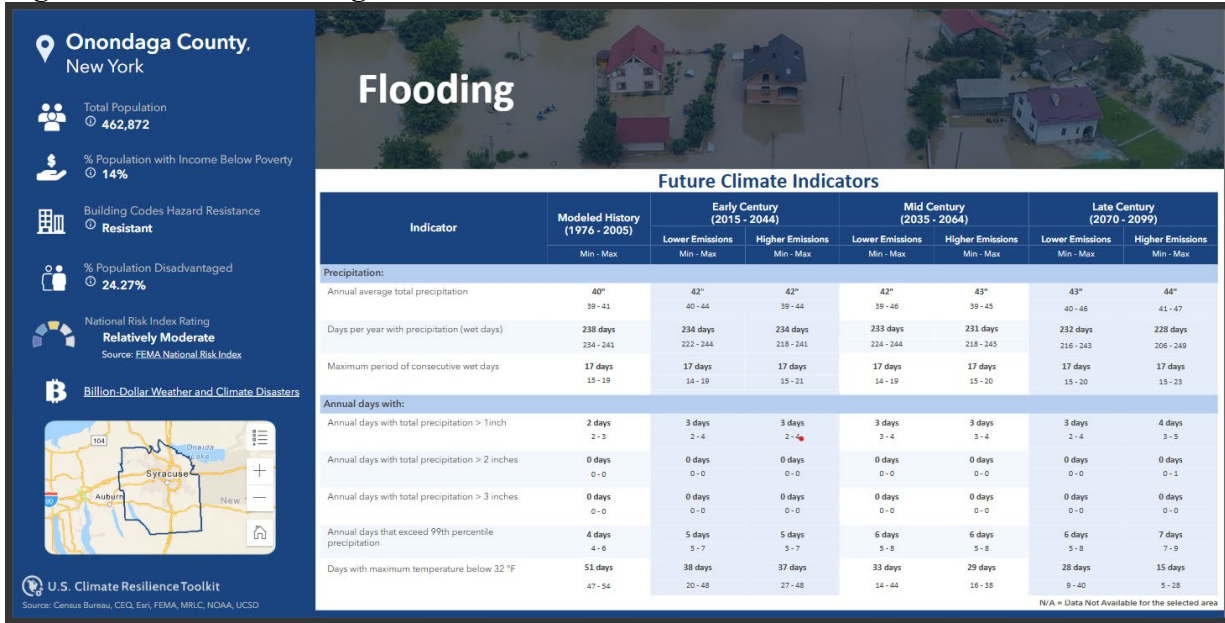 Onondaga County,
New York
Total Population
462,872
% Population with Income Below Poverty
14%
Building Codes Hazard Resistance
Resistant
% Population Disadvantaged
24.27%
National Risk Index Rating
Relatively Moderate
Source: FEMA National Risk Index
Billion-Dollar Weather and Climate Disasters
104
Oneida
Lake
Syracuse
Auburn
New
90
U.S. Climate Resilience Toolkit
Source: Census Bureau, CEQ, Esri, FEMA, MRLC, NOAA, UCSD
Flooding
Future Climate Indicators
Indicator Modeled History (1976 - 2005) Early Century (2015 - 2044) Mid Century (2035 - 2064) Late Century (2070 - 2099)
Lower Emissions Higher Emissions Lower Emissions Higher Emissions Lower Emissions Higher Emissions
Min - Max Min - Max Min - Max Min - Max Min - Max Min - Max Min - Max
Precipitation:
Annual average total precipitation 40" 42" 42" 42" 43" 43" 44"
39 - 41 40 - 44 39 - 44 39 - 46 39 - 45 40 - 46 41 - 47
Days per year with precipitation (wet days) 238 days 234 days 234 days 233 days 231 days 232 days 228 days
234 - 241 222 - 244 218 - 241 224 - 244 218 - 243 216 - 243 206 - 249
Maximum period of consecutive wet days 17 days 17 days 17 days 17 days 17 days 17 days 17 days
15 - 19 14 - 19 15 - 21 14 - 19 15 - 20 15 - 20 15 - 23
Annual days with:
Annual days with total precipitation > 1inch 2 days 3 days 3 days 3 days 3 days 3 days 4 days
2 - 3 2 - 4 2 - 4 3 - 4 3 - 4 2 - 4 3 - 5
Annual days with total precipitation > 2 inches 0 days 0 days 0 days 0 days 0 days 0 days 0 days
0 - 0 0 - 0 0 - 0 0 - 0 0 - 0 0 - 0 0 - 1
Annual days with total precipitation > 3 inches 0 days 0 days 0 days 0 days 0 days 0 days 0 days
0 - 0 0 - 0 0 - 0 0 - 0 0 - 0 0 - 0 0 - 0
Annual days that exceed 99th percentile
precipitation 4 days 5 days 5 days 6 days 6 days 6 days 7 days
4 - 6 5 - 7 5 - 7 5 - 8 5 - 8 5 - 8 7 - 9
Days with maximum temperature below 32 °F 51 days 38 days 37 days 33 days 29 days 28 days 15 days
47 - 54 20 - 48 27 - 48 14 - 44 16 - 38 9 - 40 5 - 28
N/A = Data Not Available for the selected area